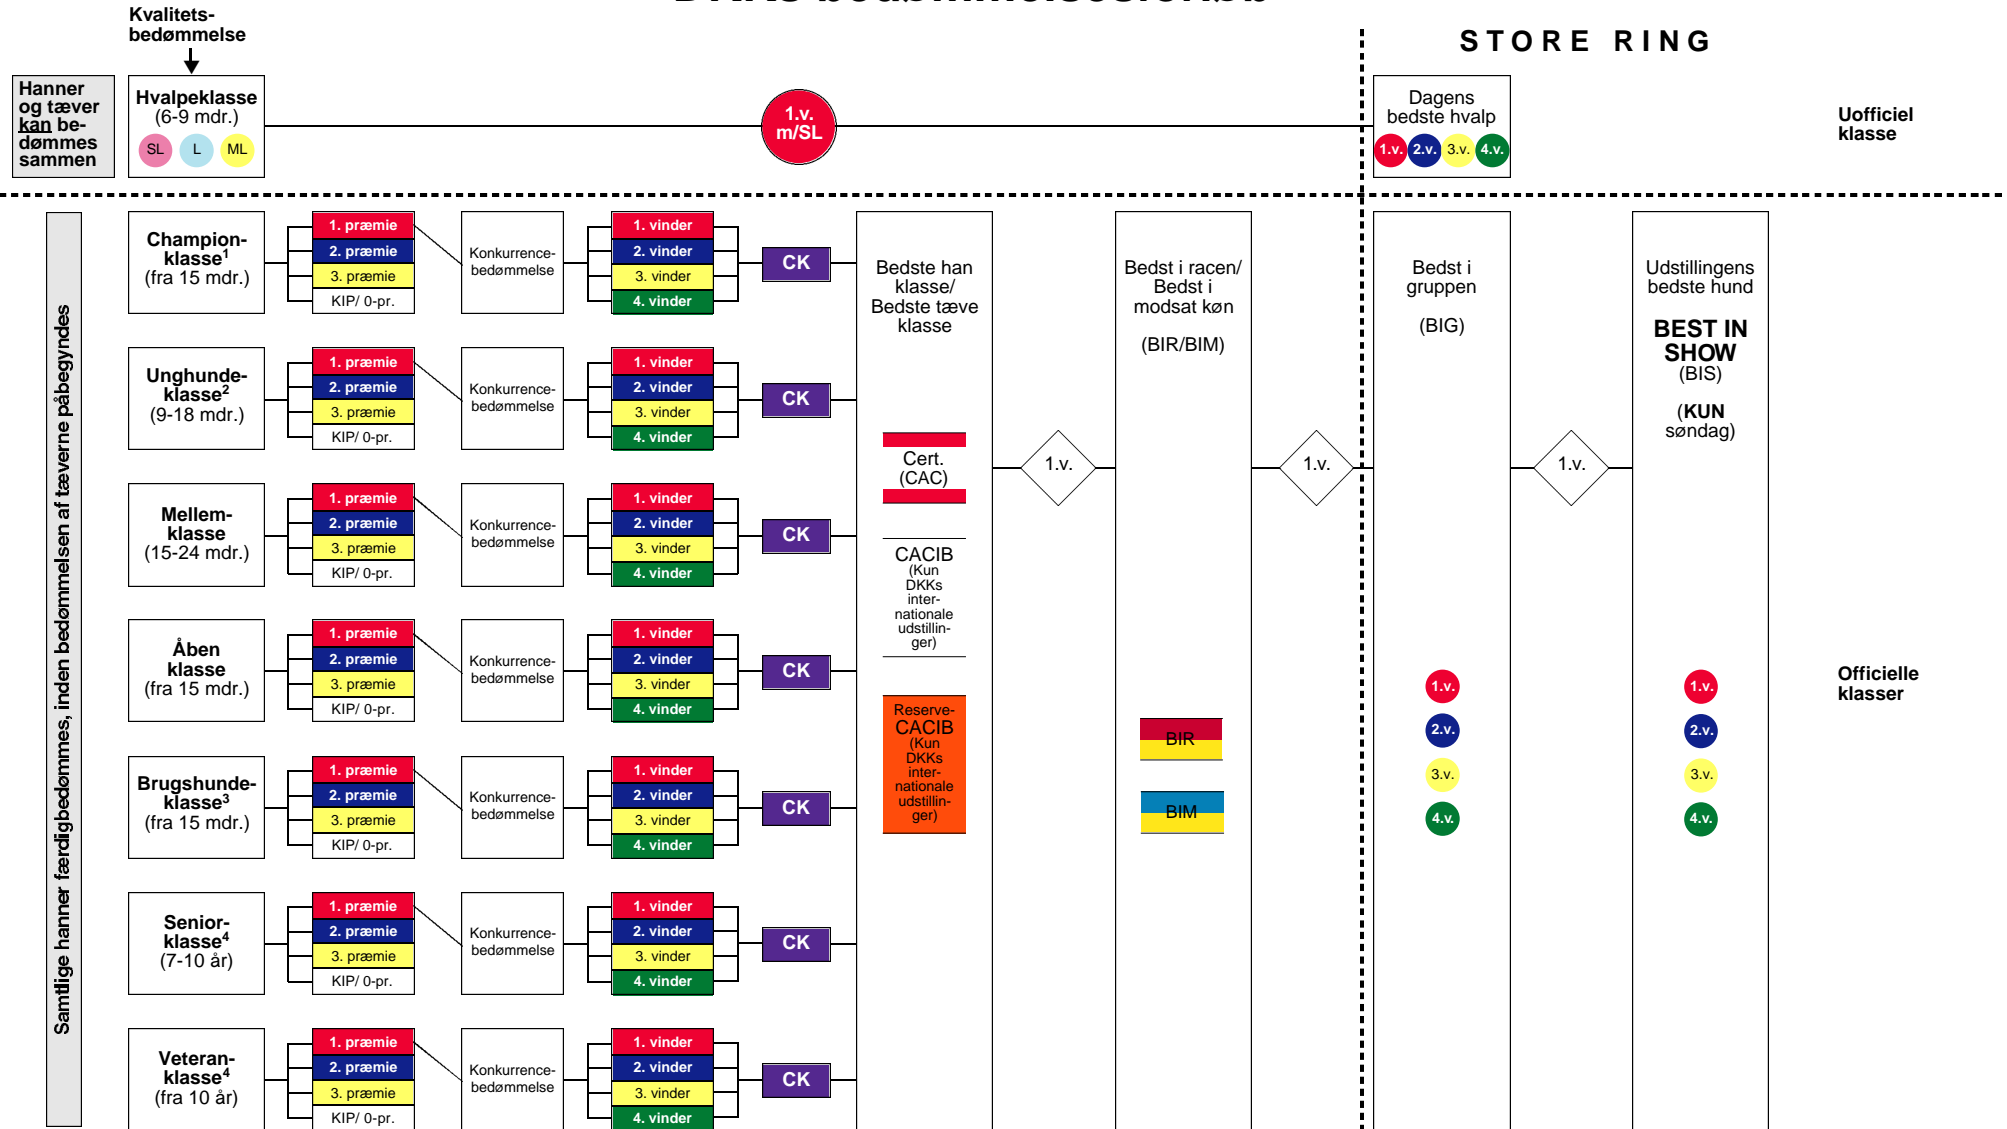 Kvalitets-
bedømmelse
STORE RING
Hanner
og tæver
kan be-
dømmes
sammen
Hvalpeklasse
(6-9 mdr.)
SL L ML
1.v.
m/SL
Dagens
bedste hvalp
1.v. 2.v. 3.v. 4.v.
Uofficiel
klasse
Samtlige hanner færdigbedømmes, inden bedømmelsen af tæverne påbegyndes
Champion-
klasse1
(fra 15 mdr.)
1. præmie
2. præmie
3. præmie
KIP/ 0-pr.
Konkurrence-
bedømmelse
1. vinder
2. vinder
3. vinder
4. vinder
CK
Unghunde-
klasse2
(9-18 mdr.)
1. præmie
2. præmie
3. præmie
KIP/ 0-pr.
Konkurrence-
bedømmelse
1. vinder
2. vinder
3. vinder
4. vinder
CK
Mellem-
klasse
(15-24 mdr.)
1. præmie
2. præmie
3. præmie
KIP/ 0-pr.
Konkurrence-
bedømmelse
1. vinder
2. vinder
3. vinder
4. vinder
CK
Åben
klasse
(fra 15 mdr.)
1. præmie
2. præmie
3. præmie
KIP/ 0-pr.
Konkurrence-
bedømmelse
1. vinder
2. vinder
3. vinder
4. vinder
CK
Brugshunde-
klasse3
(fra 15 mdr.)
1. præmie
2. præmie
3. præmie
KIP/ 0-pr.
Konkurrence-
bedømmelse
1. vinder
2. vinder
3. vinder
4. vinder
CK
Senior-
klasse4
(7-10 år)
1. præmie
2. præmie
3. præmie
KIP/ 0-pr.
Konkurrence-
bedømmelse
1. vinder
2. vinder
3. vinder
4. vinder
CK
Veteran-
klasse4
(fra 10 år)
1. præmie
2. præmie
3. præmie
KIP/ 0-pr.
Konkurrence-
bedømmelse
1. vinder
2. vinder
3. vinder
4. vinder
CK
Bedste han
klasse/
Bedste tæve
klasse
Cert.
(CAC)
CACIB
(Kun
DKKs
inter-
nationale
udstillin-
ger)
Reserve-
CACIB
(Kun
DKKs
inter-
nationale
udstillin-
ger)
1.v.
Bedst i racen/
Bedst i
modsat køn
(BIR/BIM)
BIR
BIM
1.v.
Bedst i
gruppen
(BIG)
1.v.
2.v.
3.v.
4.v.
1.v.
Udstillingens
bedste hund
BEST IN
SHOW
(BIS)
(KUN
søndag)
1.v.
2.v.
3.v.
4.v.
Officielle
klasser